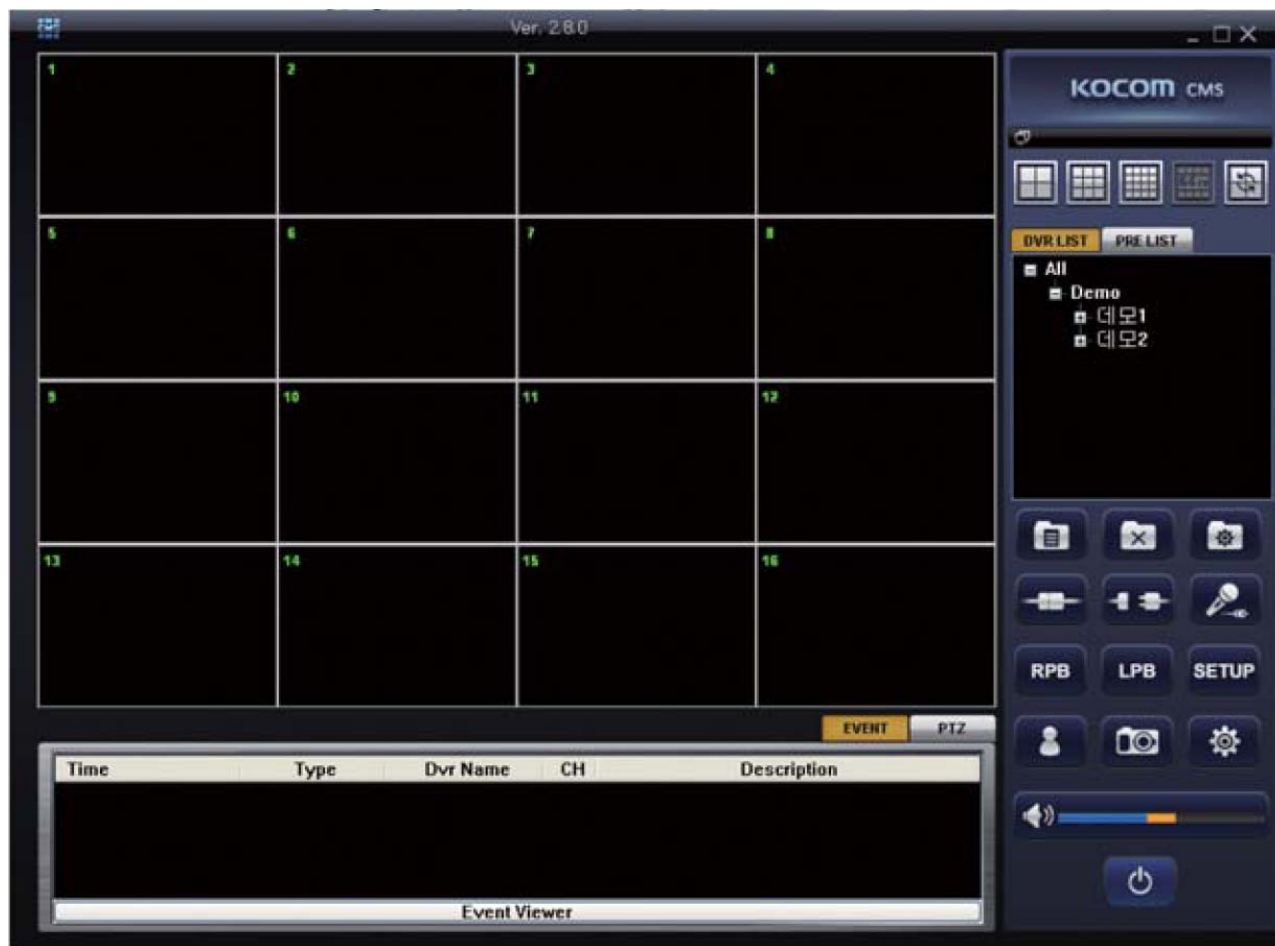 Ver. 2.8.0
KOCOM CMS
1
2
3
4
5
6
7
8
9
10
11
12
13
14
15
16
DVR LIST
PRE LIST
All
Demo
데모1
데모2
RPB
LPB
SETUP
EVENT
PTZ
Time Type Dvr Name CH Description
Event Viewer